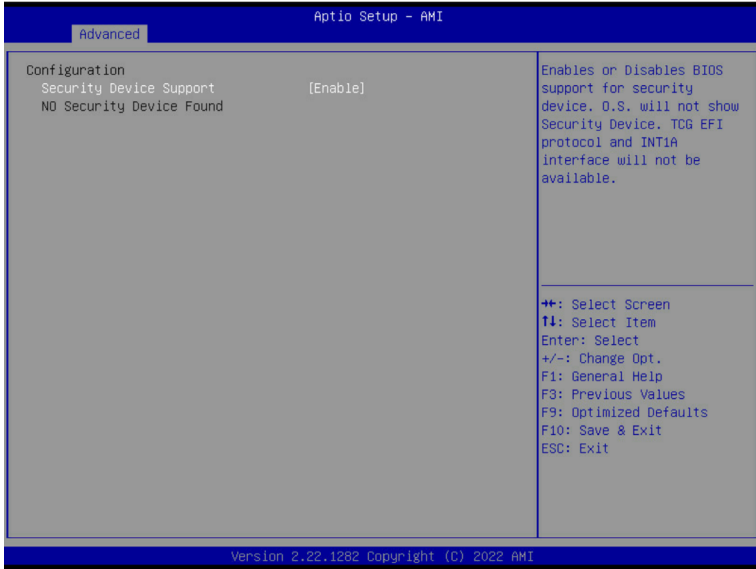 Aptio Setup – AMI
Advanced
Configuration
Security Device Support [Enable]
NO Security Device Found
Enables or Disables BIOS
support for security
device. O.S. will not show
Security Device. TCG EFI
protocol and INT1A
interface will not be
available.
→←: Select Screen
↑↓: Select Item
Enter: Select
+/-: Change Opt.
F1: General Help
F3: Previous Values
F9: Optimized Defaults
F10: Save & Exit
ESC: Exit
Version 2.22.1282 Copyright (C) 2022 AMI